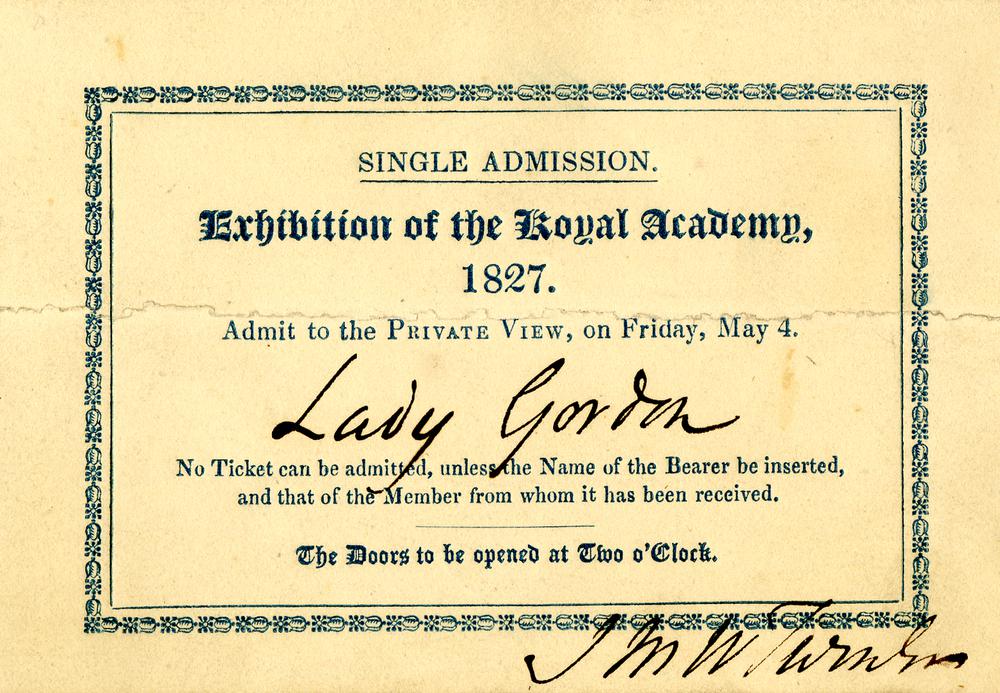 SINGLE ADMISSION.
Exhibition of the Royal Academy,
1827.
Admit to the PRIVATE VIEW, on Friday, May 4.
Lady Gordon
No Ticket can be admitted, unless the Name of the Bearer be inserted,
and that of the Member from whom it has been received.
The Doors to be opened at Two o'Clock.
J M W Turner